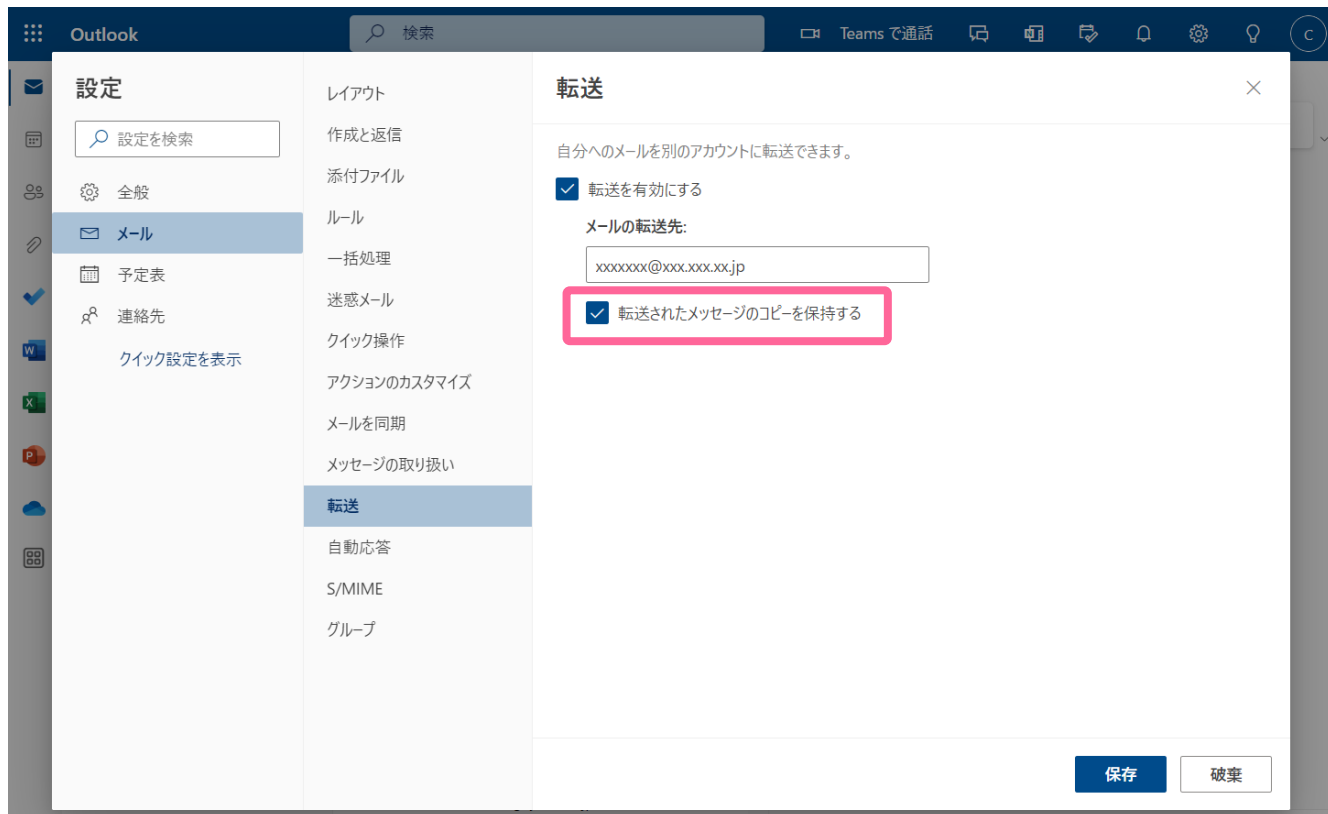 Outlook
検索
Teams で通話
C
設定
設定を検索
全般
メール
予定表
連絡先
クイック設定を表示
レイアウト
作成と返信
添付ファイル
ルール
一括処理
迷惑メール
クイック操作
アクションのカスタマイズ
メールを同期
メッセージの取り扱い
転送
自動応答
S/MIME
グループ
転送
自分へのメールを別のアカウントに転送できます。
転送を有効にする
メールの転送先:
xxxxxxx@xxx.xxx.xx.jp
転送されたメッセージのコピーを保持する
保存
破棄